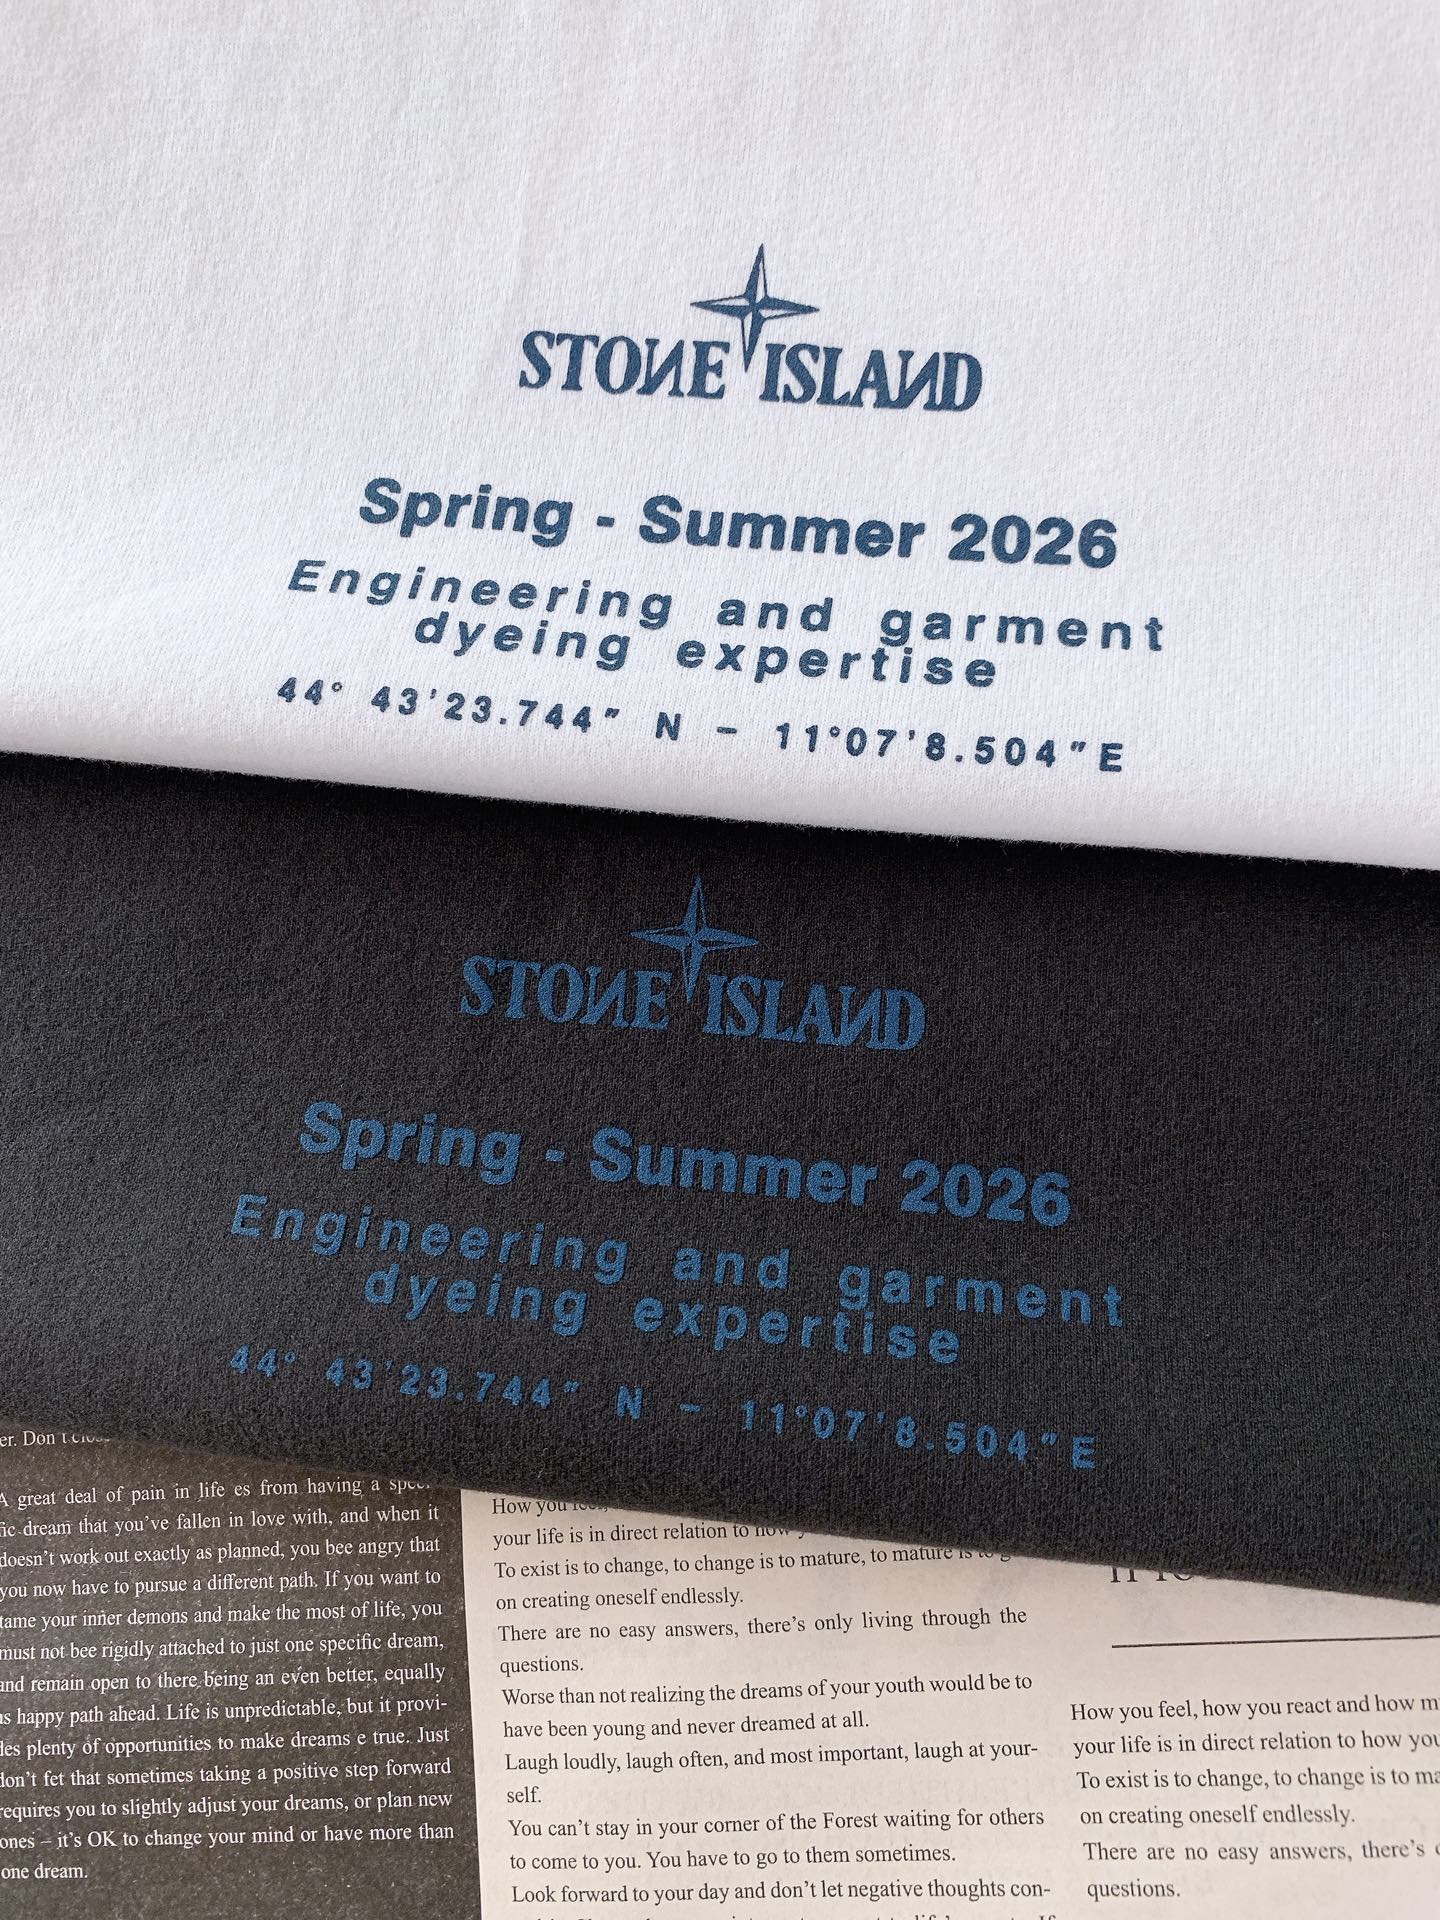 STONE ISLAND
Spring - Summer 2026
Engineering and garment
dyeing expertise
44° 43'23.744" N - 11°07'8.504"E
STONE ISLAND
Spring - Summer 2026
Engineering and garment
dyeing expertise
44° 43'23.744" N - 11°07'8.504"E
er. Don't
A great deal of pain in life es from having a
fic dream that you've fallen in love with, and when it
doesn't work out exactly as planned, you bee angry that
you now have to pursue a different path. If you want to
tame your inner demons and make the most of life, you
must not bee rigidly attached to just one specific dream,
and remain open to there being an even better, equally
as happy path ahead. Life is unpredictable, but it provi-
des plenty of opportunities to make dreams e true. Just
don't fet that sometimes taking a positive step forward
requires you to slightly adjust your dreams, or plan new
ones – it's OK to change your mind or have more than
one dream.
How you
your life is in direct relation to how
To exist is to change, to change is to mature, to mature is to
on creating oneself endlessly.
There are no easy answers, there's only living through the
questions.
Worse than not realizing the dreams of your youth would be to
have been young and never dreamed at all.
Laugh loudly, laugh often, and most important, laugh at your-
self.
You can't stay in your corner of the Forest waiting for others
to come to you. You have to go to them sometimes.
Look forward to your day and don't let negative thoughts con-
How you feel, how you react and how m
your life is in direct relation to how you
To exist is to change, to change is to ma
on creating oneself endlessly.
There are no easy answers, there's
questions.